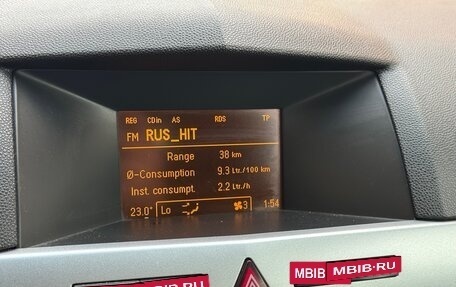 REG CDin AS RDS TP
FM RUS_HIT
Range 38 km
Ø-Consumption 9.3 Ltr./100 km
Inst. consumpt. 2.2 Ltr./h
23.0° Lo 3 1:54
MBIB
MBIB.RU